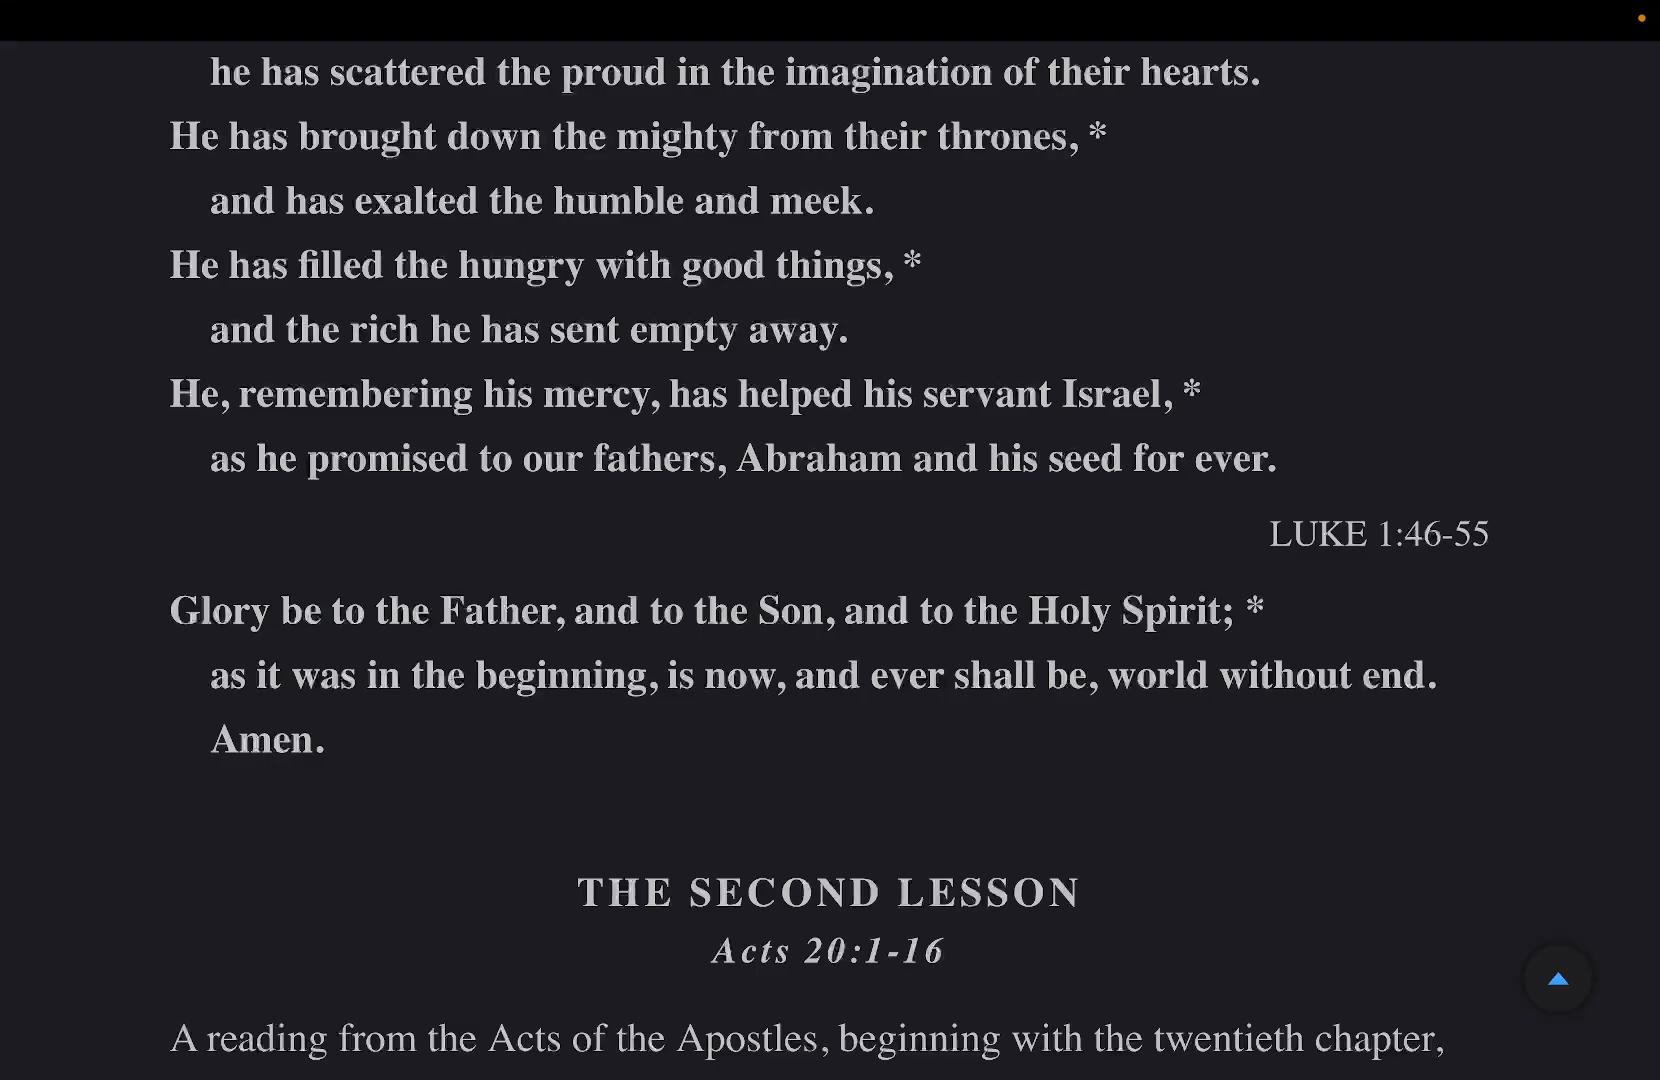 he has scattered the proud in the imagination of their hearts.
He has brought down the mighty from their thrones, *
and has exalted the humble and meek.
He has filled the hungry with good things, *
and the rich he has sent empty away.
He, remembering his mercy, has helped his servant Israel, *
as he promised to our fathers, Abraham and his seed for ever.
LUKE 1:46-55
Glory be to the Father, and to the Son, and to the Holy Spirit; *
as it was in the beginning, is now, and ever shall be, world without end.
Amen.
THE SECOND LESSON
Acts 20:1-16
A reading from the Acts of the Apostles, beginning with the twentieth chapter,